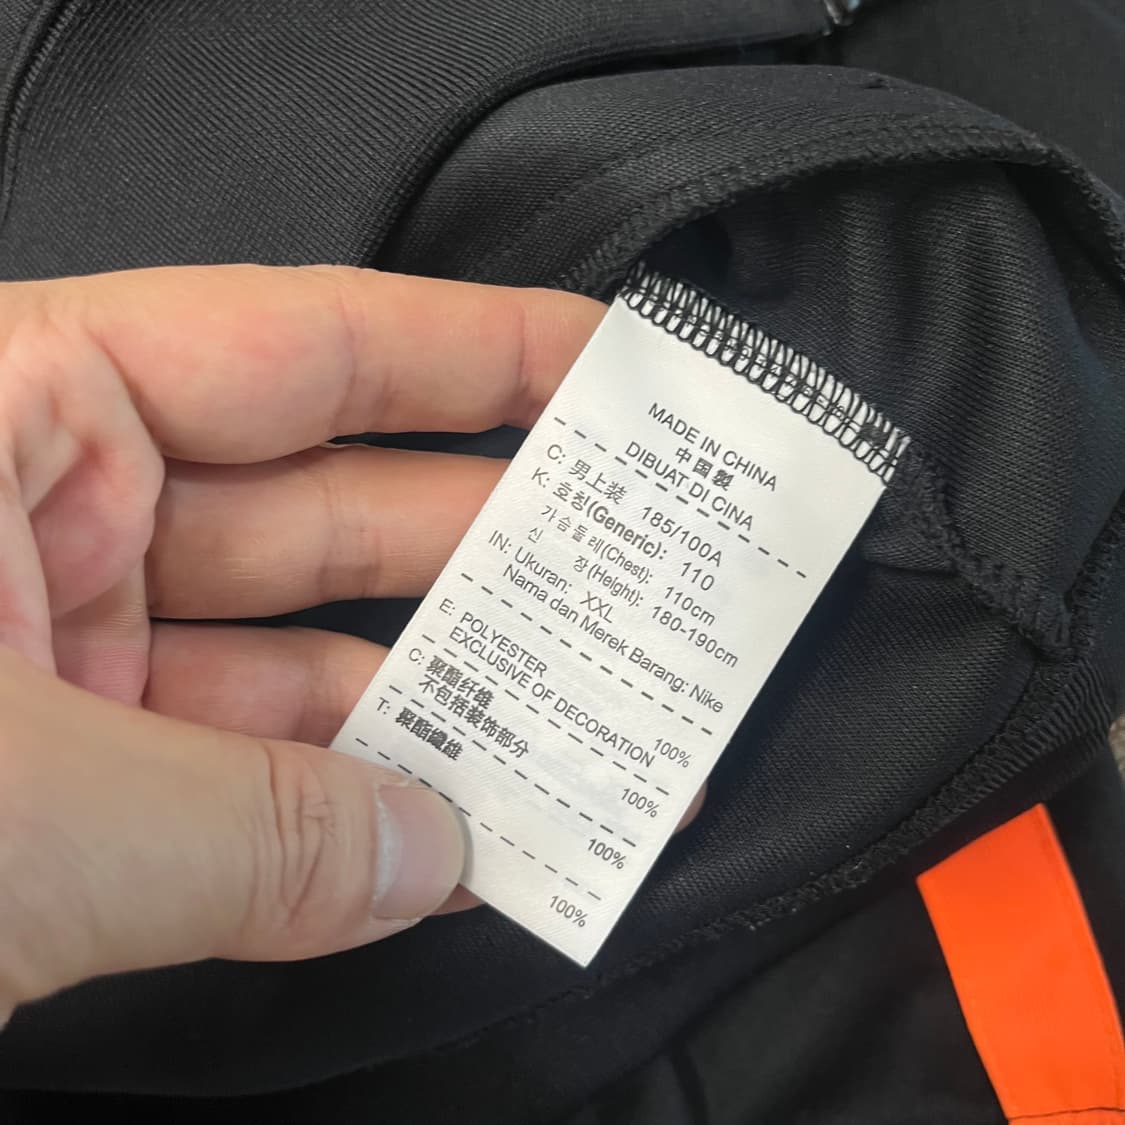 MADE IN CHINA
中国製
DIBUAT DI CINA
C: 男上装 185/100A
K: 호칭(Generic): 110
가슴둘레(Chest): 110cm
신 장(Height): 180-190cm
IN: Ukuran: XXL
Nama dan Merek Barang: Nike
E: POLYESTER 100%
EXCLUSIVE OF DECORATION
C: 聚酯纤维 100%
不包括装饰部分
T: 聚酯纖維 100%
100%